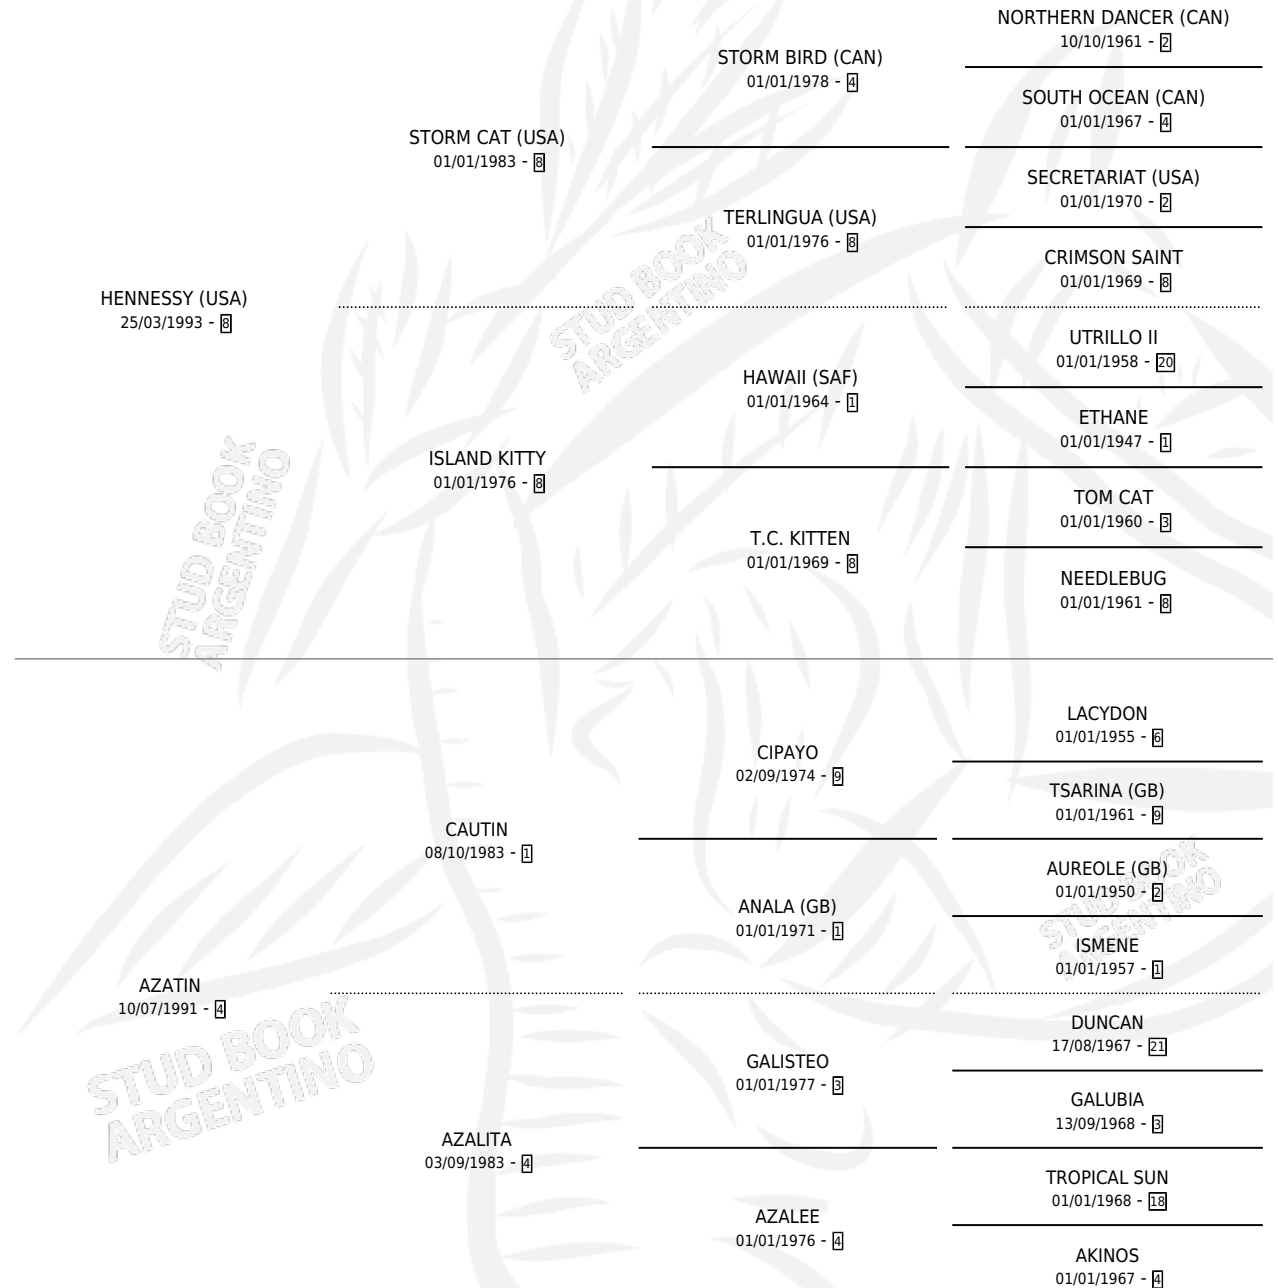 NORTHERN DANCER (CAN)
10/10/1961 - 2
STORM BIRD (CAN)
01/01/1978 - 4
SOUTH OCEAN (CAN)
01/01/1967 - 4
STORM CAT (USA)
01/01/1983 - 8
SECRETARIAT (USA)
01/01/1970 - 2
TERLINGUA (USA)
01/01/1976 - 8
CRIMSON SAINT
01/01/1969 - 8
HENNESSY (USA)
25/03/1993 - 8
UTRILLO II
01/01/1958 - 20
HAWAII (SAF)
01/01/1964 - 1
ETHANE
01/01/1947 - 1
ISLAND KITTY
01/01/1976 - 8
TOM CAT
01/01/1960 - 3
T.C. KITTEN
01/01/1969 - 8
NEEDLEBUG
01/01/1961 - 8
LACYDON
01/01/1955 - 6
CIPAYO
02/09/1974 - 9
TSARINA (GB)
01/01/1961 - 9
CAUTIN
08/10/1983 - 1
AUREOLE (GB)
01/01/1950 - 2
ANALA (GB)
01/01/1971 - 1
ISMENE
01/01/1957 - 1
AZATIN
10/07/1991 - 4
DUNCAN
17/08/1967 - 21
GALISTEO
01/01/1977 - 3
GALUBIA
13/09/1968 - 3
AZALITA
03/09/1983 - 4
TROPICAL SUN
01/01/1968 - 18
AZALEE
01/01/1976 - 4
AKINOS
01/01/1967 - 4
STUD BOOK
ARGENTINO
STUD BOOK
ARGENTINO
STUD BOOK
ARGENTINO
STUD BOOK
ARGENTINO